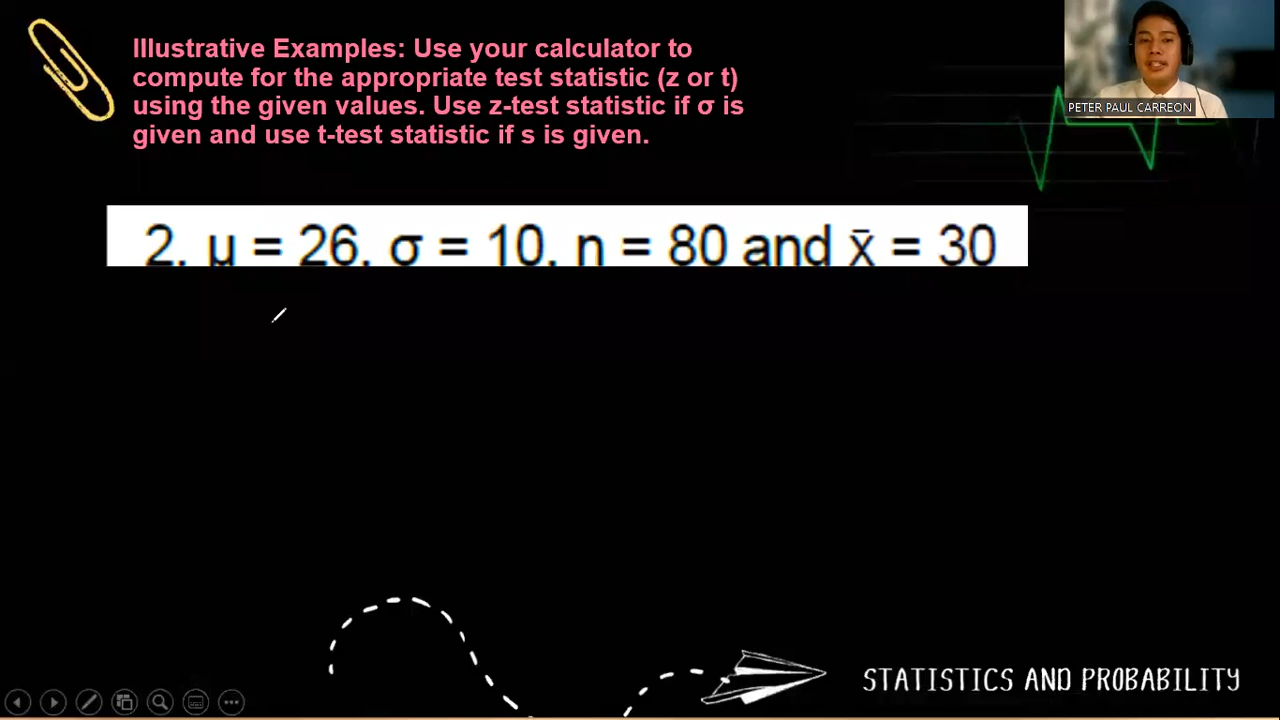 Illustrative Examples: Use your calculator to
compute for the appropriate test statistic (z or t)
using the given values. Use z-test statistic if σ is
given and use t-test statistic if s is given.
PETER PAUL CARREON
2. μ = 26, σ = 10, n = 80 and x̄ = 30
STATISTICS AND PROBABILITY